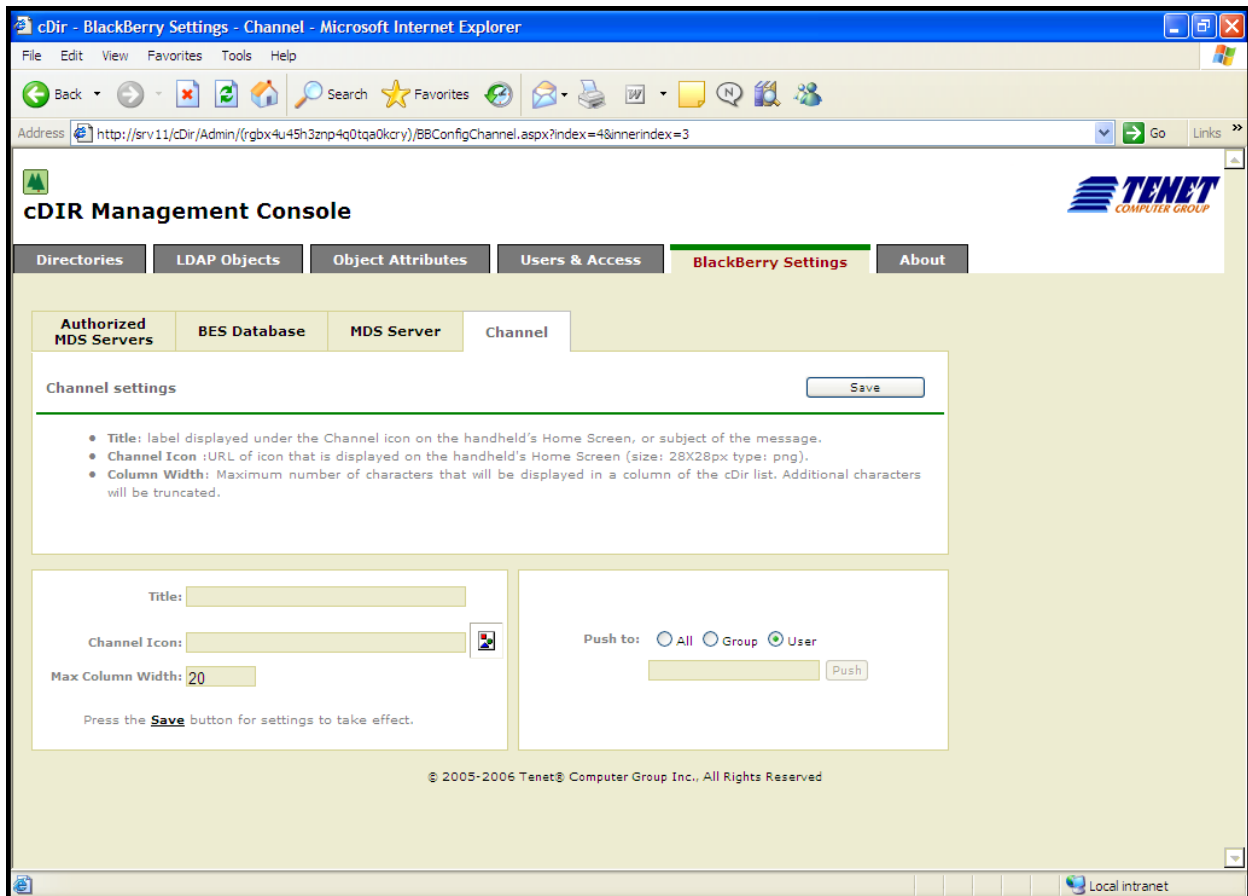 cDir - BlackBerry Settings - Channel - Microsoft Internet Explorer
File Edit View Favorites Tools Help
Back Search Favorites
Address http://srv11/cDir/Admin/(rgbx4u45h3znp4q0tqa0kcry)/BBConfigChannel.aspx?index=4&innerindex=3 Go Links »
cDIR Management Console
TENET
COMPUTER GROUP
Directories LDAP Objects Object Attributes Users & Access BlackBerry Settings About
Authorized
MDS Servers BES Database MDS Server Channel
Channel settings Save
• Title: label displayed under the Channel icon on the handheld's Home Screen, or subject of the message.
• Channel Icon :URL of icon that is displayed on the handheld's Home Screen (size: 28X28px type: png).
• Column Width: Maximum number of characters that will be displayed in a column of the cDir list. Additional characters
will be truncated.
Title:
Channel Icon:
Max Column Width: 20
Press the Save button for settings to take effect.
Push to: All Group User
Push
© 2005-2006 Tenet® Computer Group Inc., All Rights Reserved
Local intranet